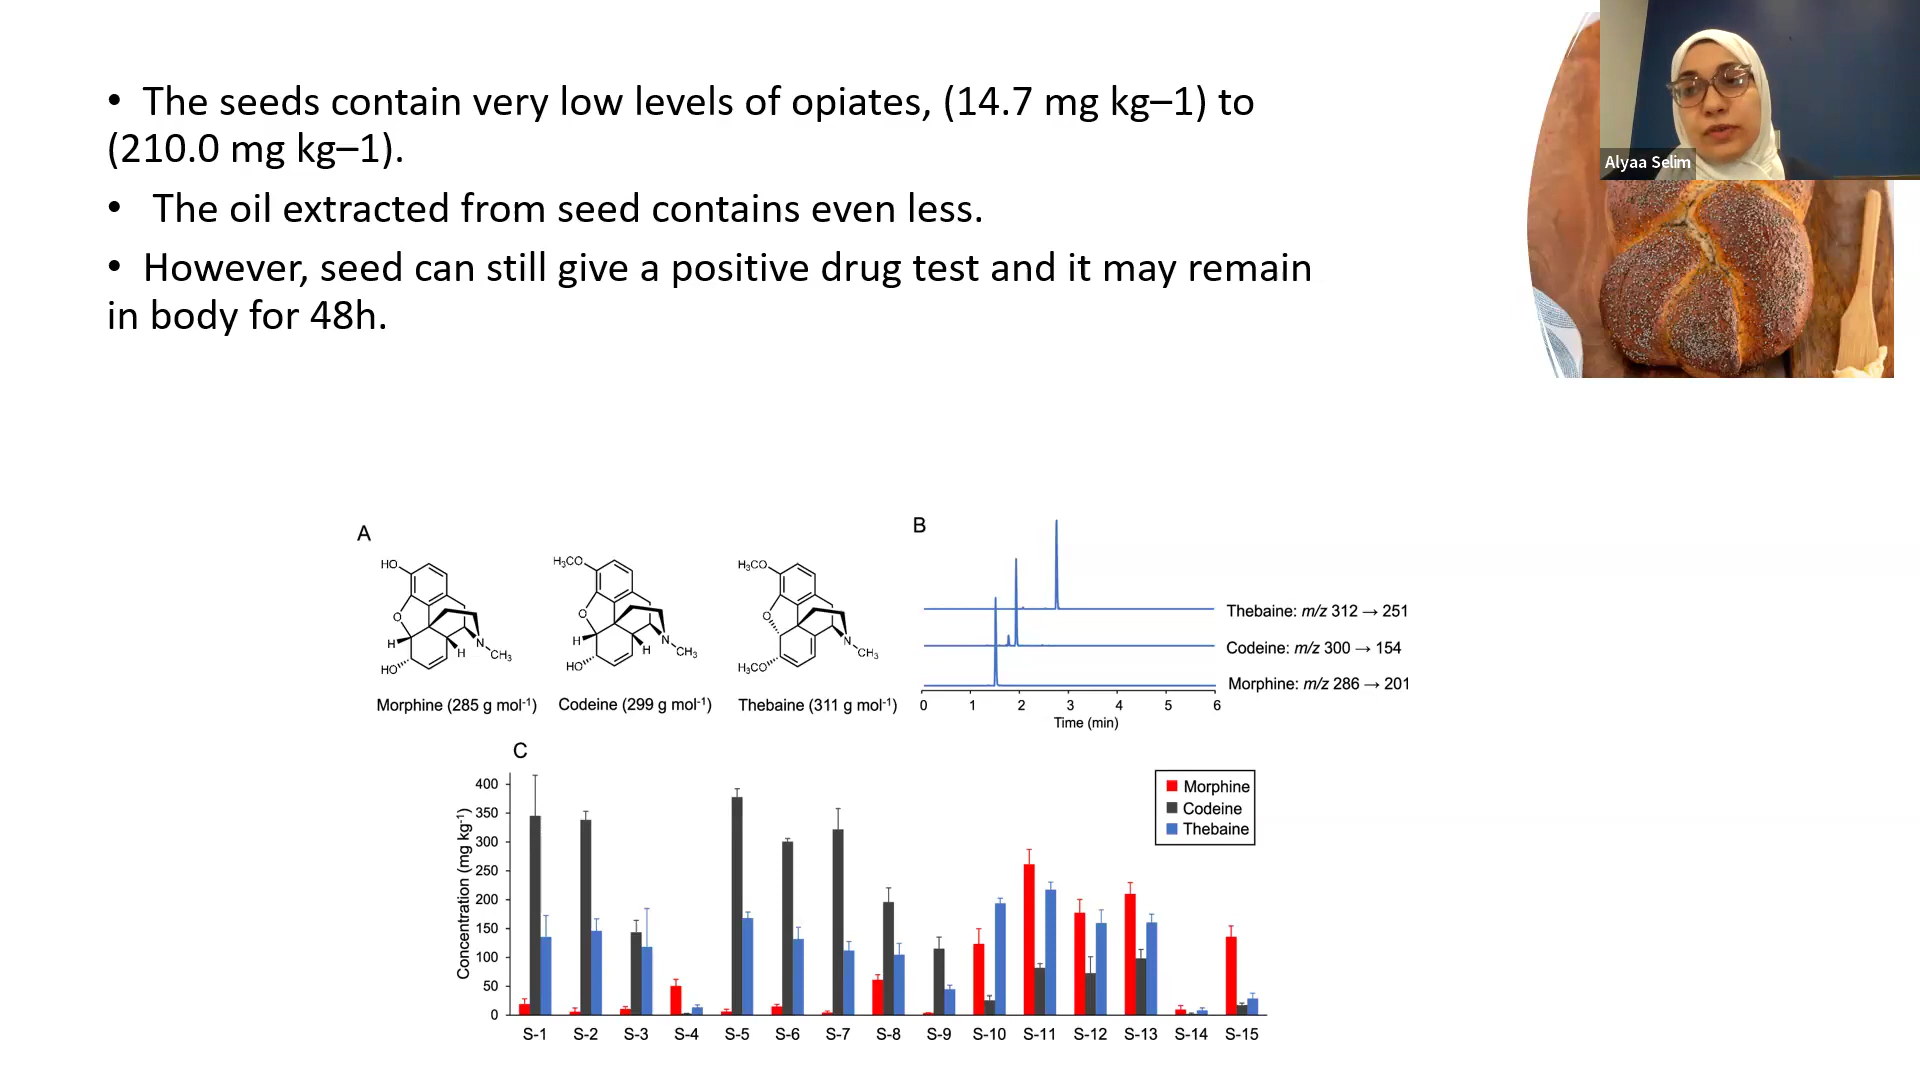 • The seeds contain very low levels of opiates, (14.7 mg kg–1) to
(210.0 mg kg–1).
• The oil extracted from seed contains even less.
• However, seed can still give a positive drug test and it may remain
in body for 48h.
Alyaa Selim
A
HO
O
H
H
N
CH₃
HO
Morphine (285 g mol⁻¹)
H₃CO
O
H
H
N
CH₃
HO
Codeine (299 g mol⁻¹)
H₃CO
O
N
CH₃
H₃CO
Thebaine (311 g mol⁻¹)
B
Thebaine: m/z 312 → 251
Codeine: m/z 300 → 154
Morphine: m/z 286 → 201
0 1 2 3 4 5 6
Time (min)
C
Concentration (mg kg⁻¹)
400
350
300
250
200
150
100
50
0
Morphine
Codeine
Thebaine
S-1 S-2 S-3 S-4 S-5 S-6 S-7 S-8 S-9 S-10 S-11 S-12 S-13 S-14 S-15